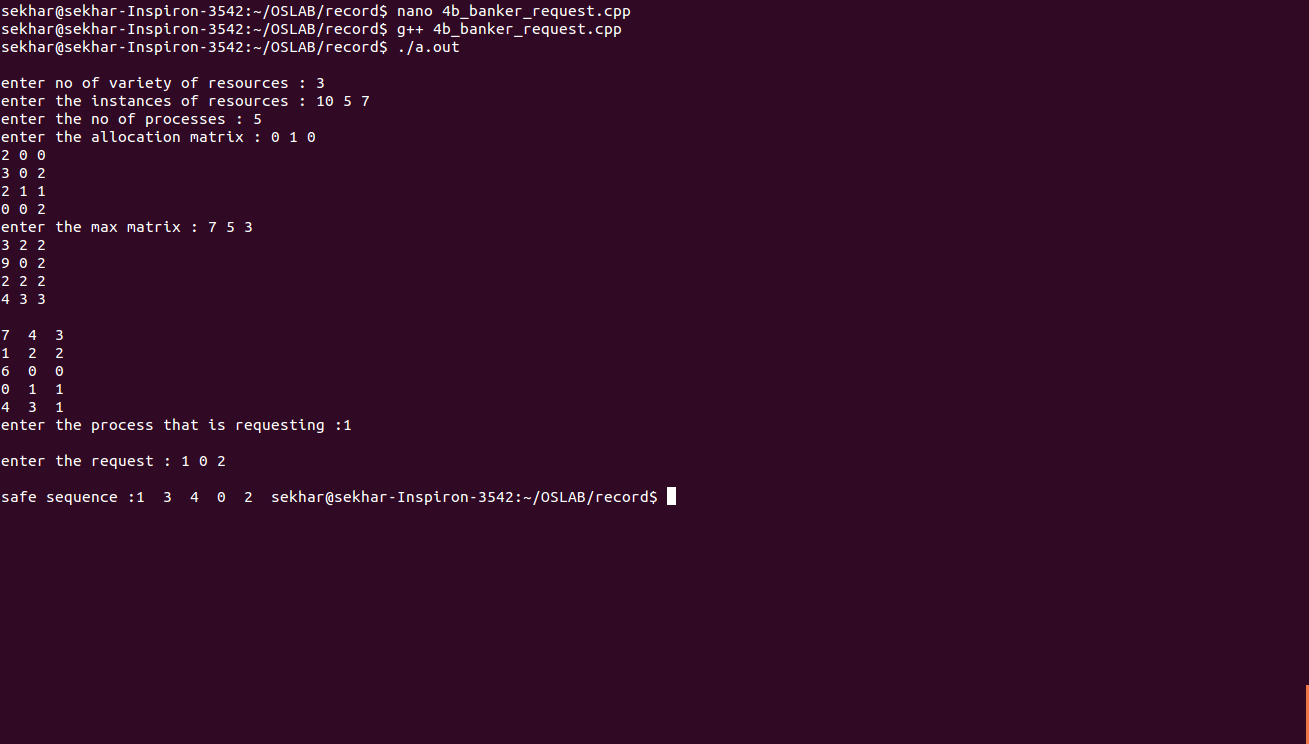 sekhar@sekhar-Inspiron-3542:~/OSLAB/record$ nano 4b_banker_request.cpp
sekhar@sekhar-Inspiron-3542:~/OSLAB/record$ g++ 4b_banker_request.cpp
sekhar@sekhar-Inspiron-3542:~/OSLAB/record$ ./a.out

enter no of variety of resources : 3
enter the instances of resources : 10 5 7
enter the no of processes : 5
enter the allocation matrix : 0 1 0
2 0 0
3 0 2
2 1 1
0 0 2
enter the max matrix : 7 5 3
3 2 2
9 0 2
2 2 2
4 3 3

7  4  3
1  2  2
6  0  0
0  1  1
4  3  1
enter the process that is requesting :1

enter the request : 1 0 2

safe sequence :1  3  4  0  2  sekhar@sekhar-Inspiron-3542:~/OSLAB/record$